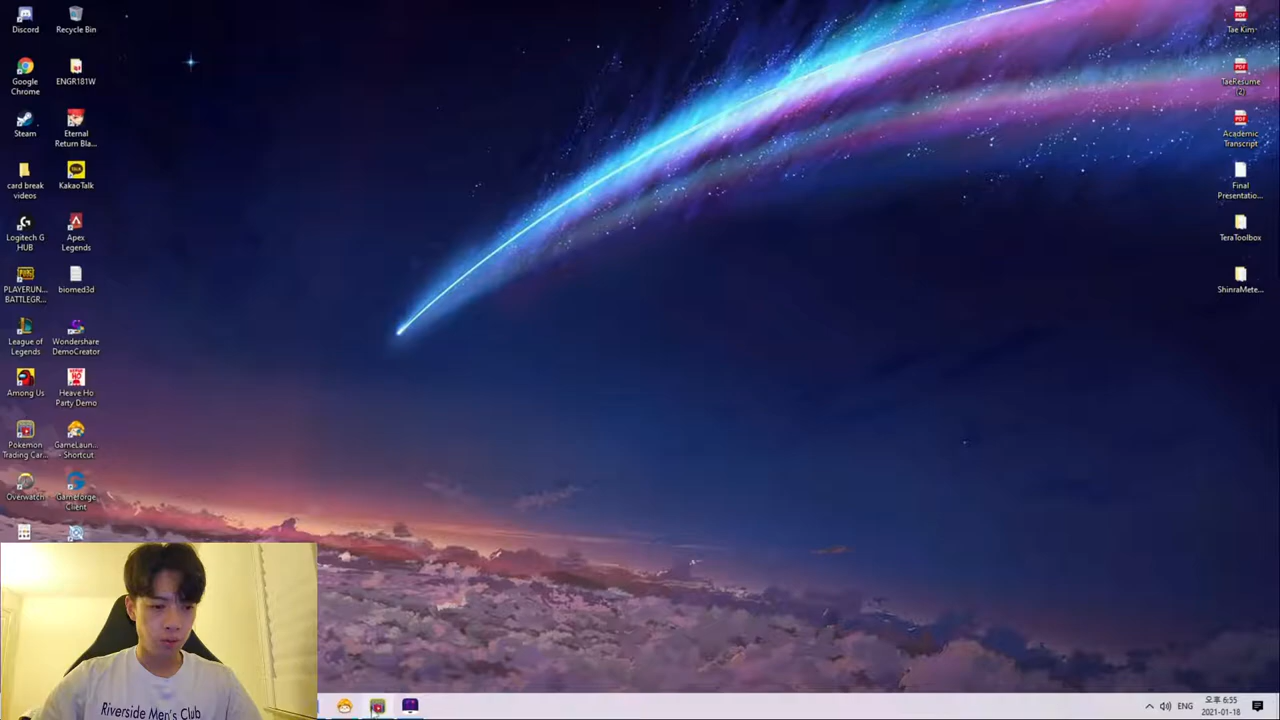 Discord
Recycle Bin
Tae Kim-
Google
Chrome
ENGR181W
TaeResume
(2)
Steam
Eternal
Return Bla...
Academic
Transcript
card break
videos
KakaoTalk
Final
Presentatio...
Logitech G
HUB
Apex
Legends
TeraToolbox
PLAYERUN...
BATTLEGR...
biomed3d
ShinraMete...
League of
Legends
Wondershare
DemoCreator
Among Us
Heave Ho
Party Demo
Pokemon
Trading Car...
GameLaun...
- Shortcut
Overwatch
Gameforge
Client
Riverside Men's Club
ENG
오후 6:55
2021-01-18